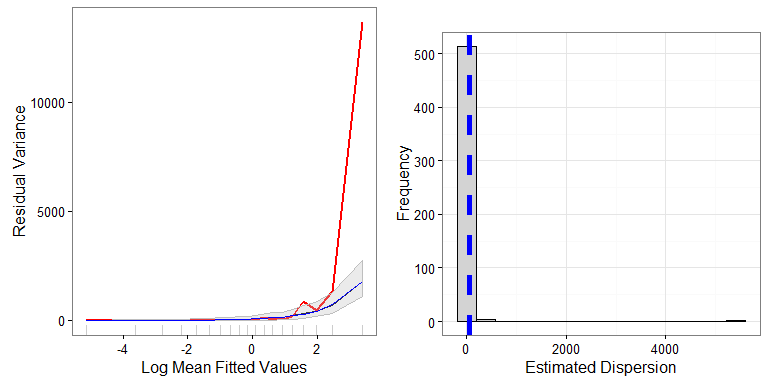 Residual Variance
10000
5000
0
-4 -2 0 2
Log Mean Fitted Values
Frequency
500
400
300
200
100
0
0 2000 4000
Estimated Dispersion